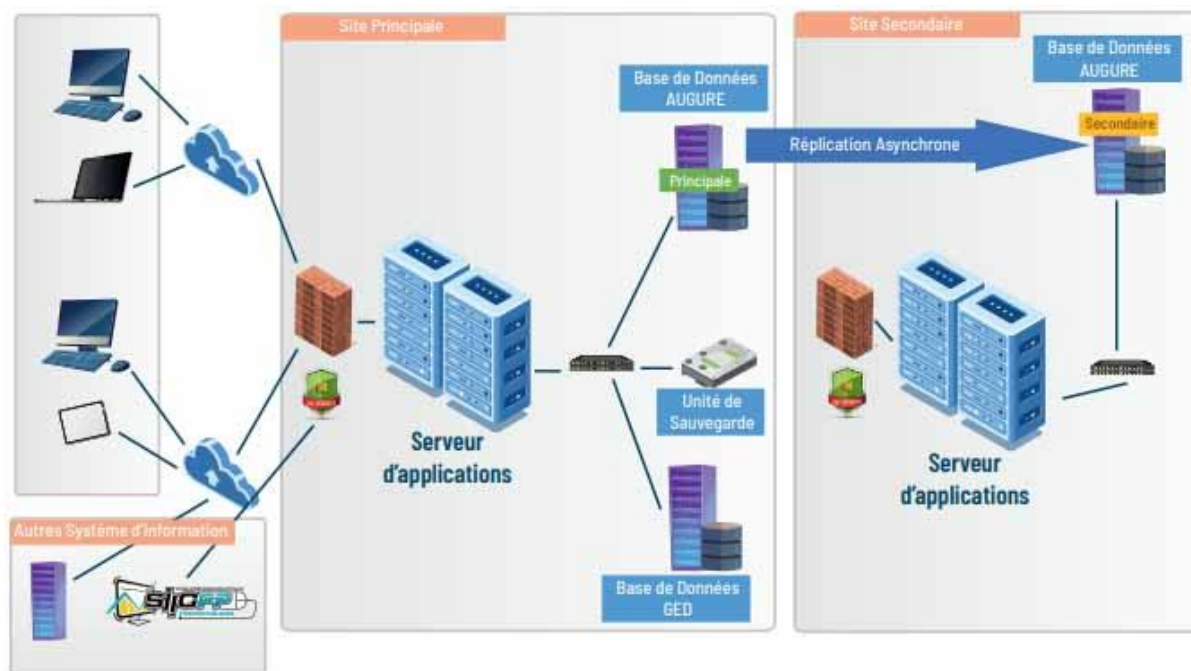 Site Principale
Site Secondaire
Base de Données
AUGURE
Base de Données
AUGURE
Secondaire
Réplication Asynchrone
Principale
Unité de
Sauvegarde
Serveur
d'applications
Serveur
d'applications
Autres Système d'Information
Base de Données
GED